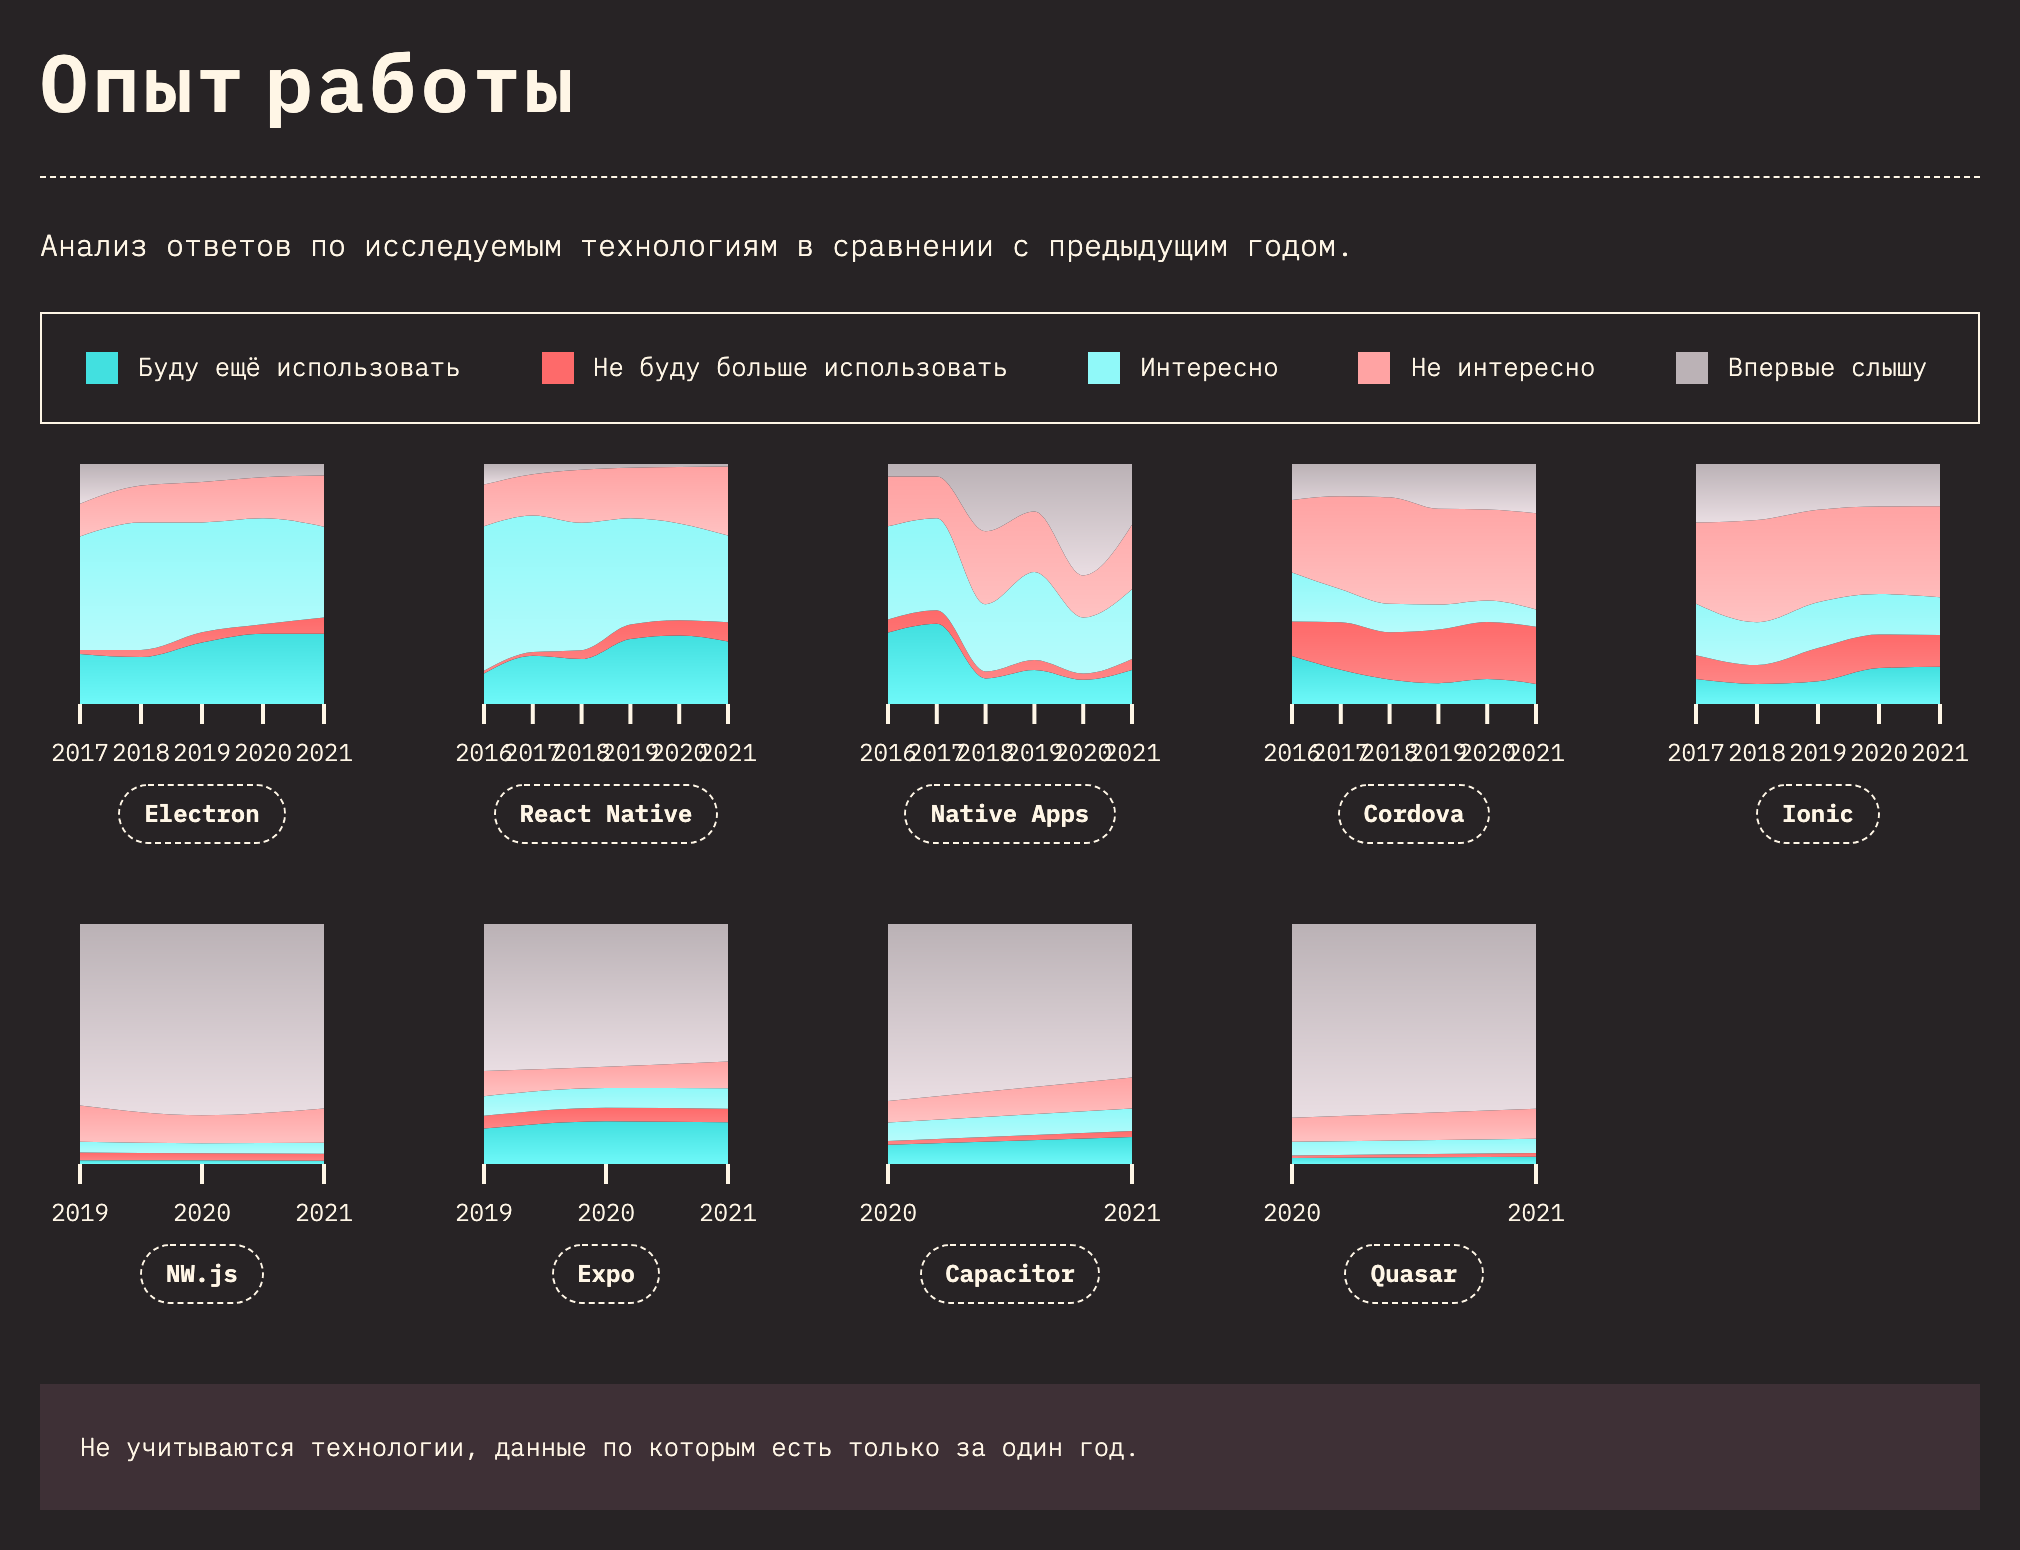 Опыт работы
Анализ ответов по исследуемым технологиям в сравнении с предыдущим годом.
Буду ещё использовать Не буду больше использовать Интересно Не интересно Впервые слышу
2017 2018 2019 2020 2021 2016 2017 2018 2019 2020 2021 2016 2017 2018 2019 2020 2021 2016 2017 2018 2019 2020 2021 2017 2018 2019 2020 2021
Electron React Native Native Apps Cordova Ionic
2019 2020 2021 2019 2020 2021 2020 2021 2020 2021
NW.js Expo Capacitor Quasar
Не учитываются технологии, данные по которым есть только за один год.